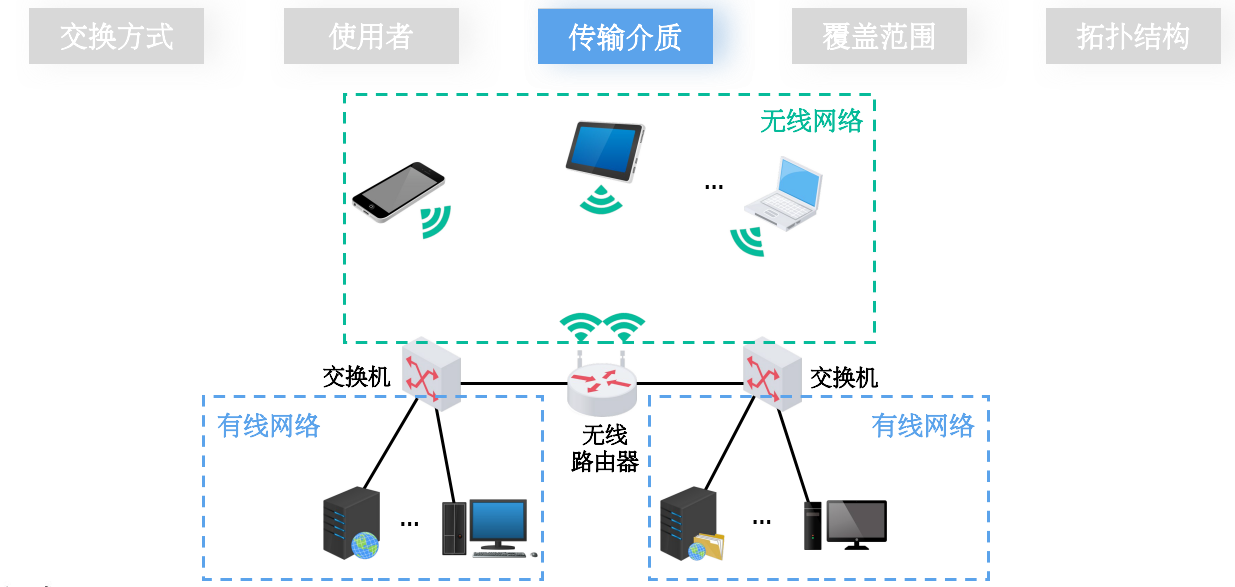 交换方式
使用者
传输介质
覆盖范围
拓扑结构
无线网络
...
交换机
交换机
有线网络
无线
路由器
有线网络
...
...